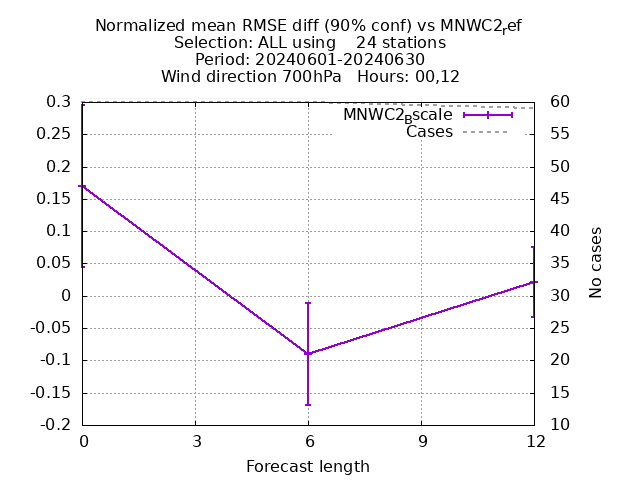 Normalized mean RMSE diff (90% conf) vs MNWC2ref
Selection: ALL using    24 stations
Period: 20240601-20240630
Wind direction 700hPa   Hours: 00,12
MNWC2Bscale
Cases
0.3
0.25
0.2
0.15
0.1
0.05
0
-0.05
-0.1
-0.15
-0.2
60
55
50
45
40
35
30
25
20
15
10
No cases
0 3 6 9 12
Forecast length